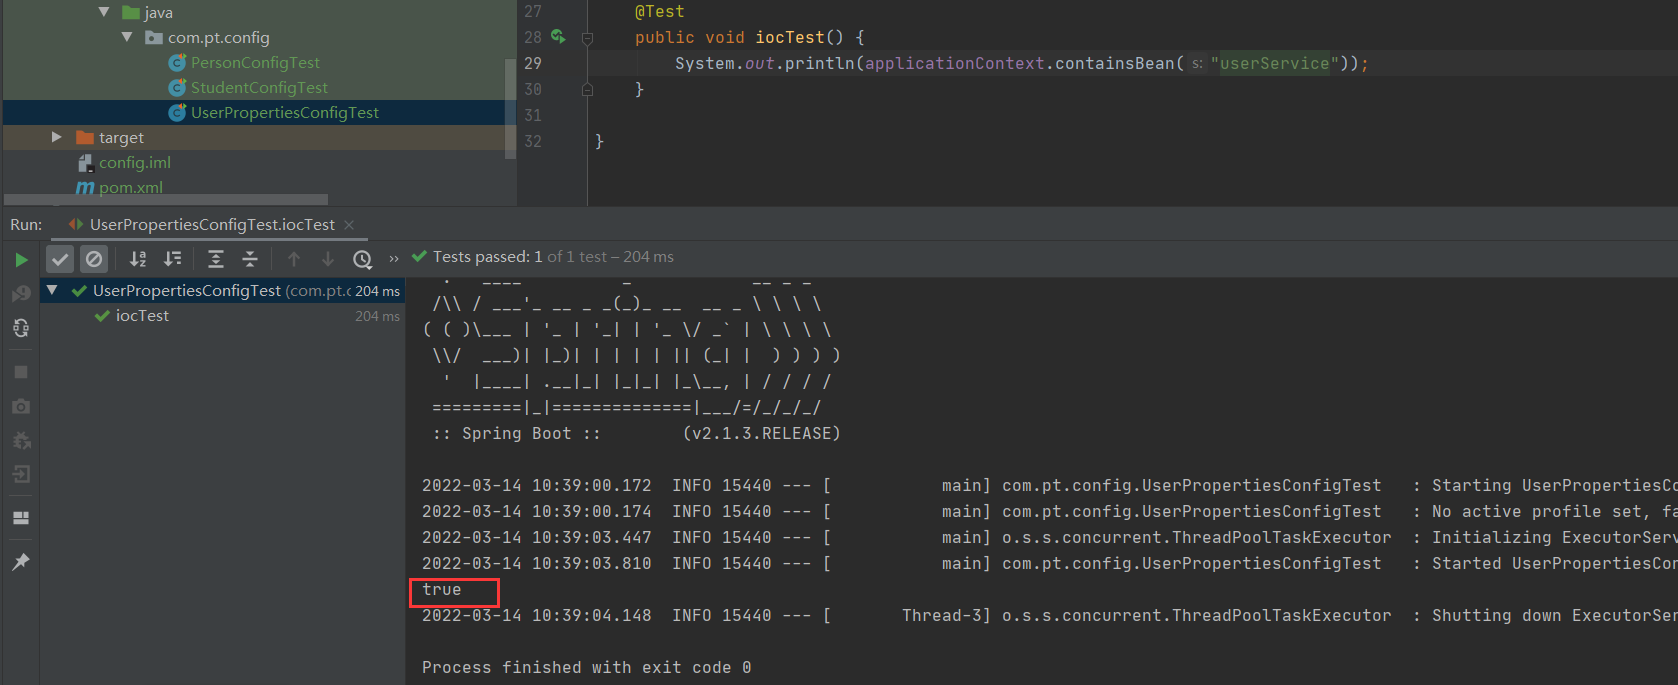 java
com.pt.config
PersonConfigTest
StudentConfigTest
UserPropertiesConfigTest
target
config.iml
pom.xml
27 @Test
28 public void iocTest() {
29 System.out.println(applicationContext.containsBean( s: "userService"));
30 }
31
32 }
Run: UserPropertiesConfigTest.iocTest
Tests passed: 1 of 1 test – 204 ms
UserPropertiesConfigTest (com.pt.c 204 ms
iocTest 204 ms
  .   ____          _            __ _ _
 /\\ / ___'_ __ _ _(_)_ __  __ _ \ \ \ \
( ( )\___ | '_ | '_| | '_ \/ _` | \ \ \ \
 \\/  ___)| |_)| | | | | || (_| |  ) ) ) )
  '  |____| .__|_| |_|_| |_\__, | / / / /
 =========|_|==============|___/=/_/_/_/
 :: Spring Boot ::        (v2.1.3.RELEASE)
2022-03-14 10:39:00.172  INFO 15440 --- [           main] com.pt.config.UserPropertiesConfigTest   : Starting UserPropertiesCo
2022-03-14 10:39:00.174  INFO 15440 --- [           main] com.pt.config.UserPropertiesConfigTest   : No active profile set, fa
2022-03-14 10:39:03.447  INFO 15440 --- [           main] o.s.s.concurrent.ThreadPoolTaskExecutor  : Initializing ExecutorServ
2022-03-14 10:39:03.810  INFO 15440 --- [           main] com.pt.config.UserPropertiesConfigTest   : Started UserPropertiesCon
true
2022-03-14 10:39:04.148  INFO 15440 --- [       Thread-3] o.s.s.concurrent.ThreadPoolTaskExecutor  : Shutting down ExecutorSer
Process finished with exit code 0